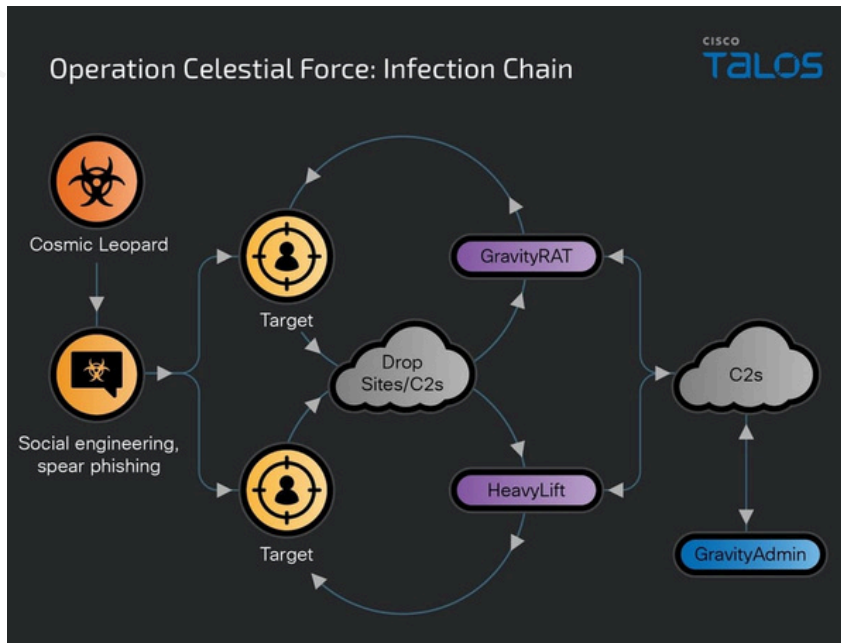 Operation Celestial Force: Infection Chain
CISCO
TALOS
Cosmic Leopard
Target
GravityRAT
Drop
Sites/C2s
C2s
Social engineering,
spear phishing
HeavyLift
Target
GravityAdmin